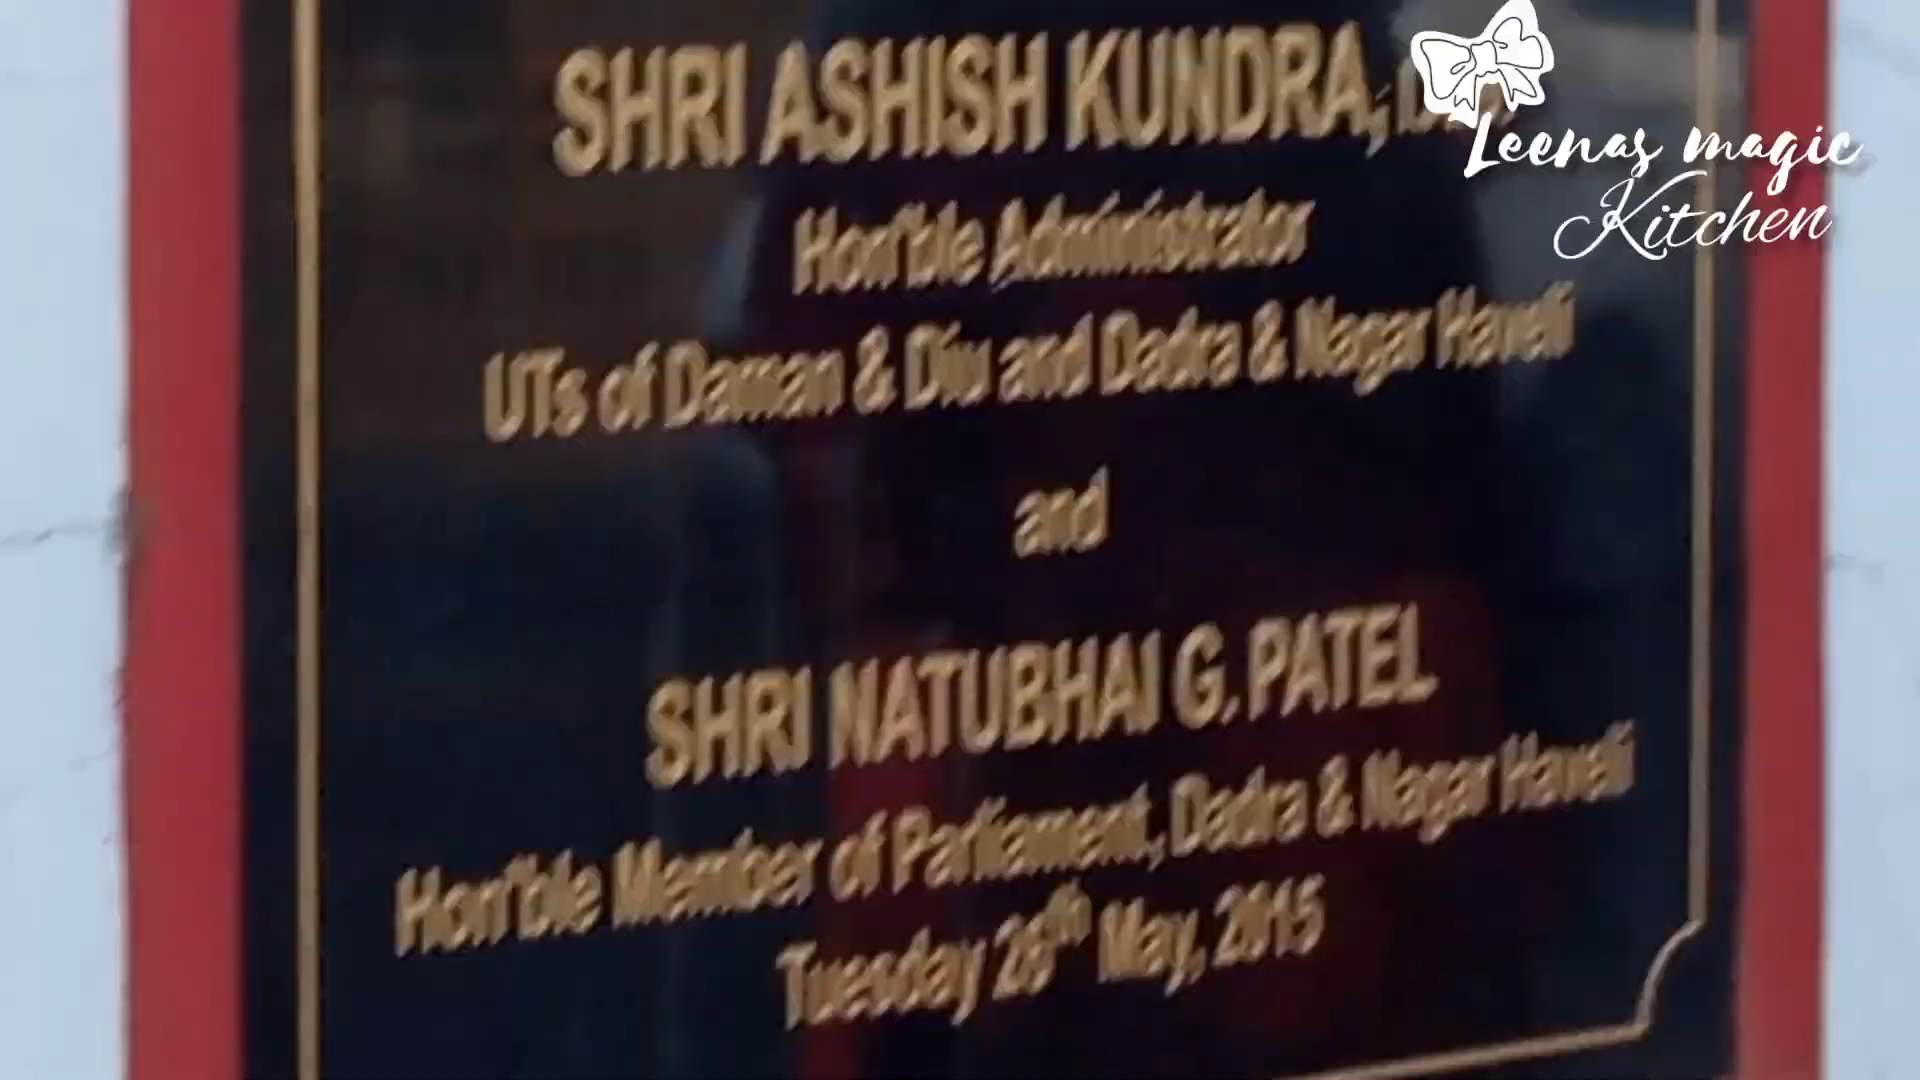 SHRI ASHISH KUNDRA,
Hon'ble Administrator
UTs of Daman & Diu and Dadra & Nagar Haveli
and
SHRI NATUBHAI G. PATEL
Hon'ble Member of Parliament, Dadra & Nagar Haveli
Tuesday 26th May, 2015
Leenas magic
Kitchen